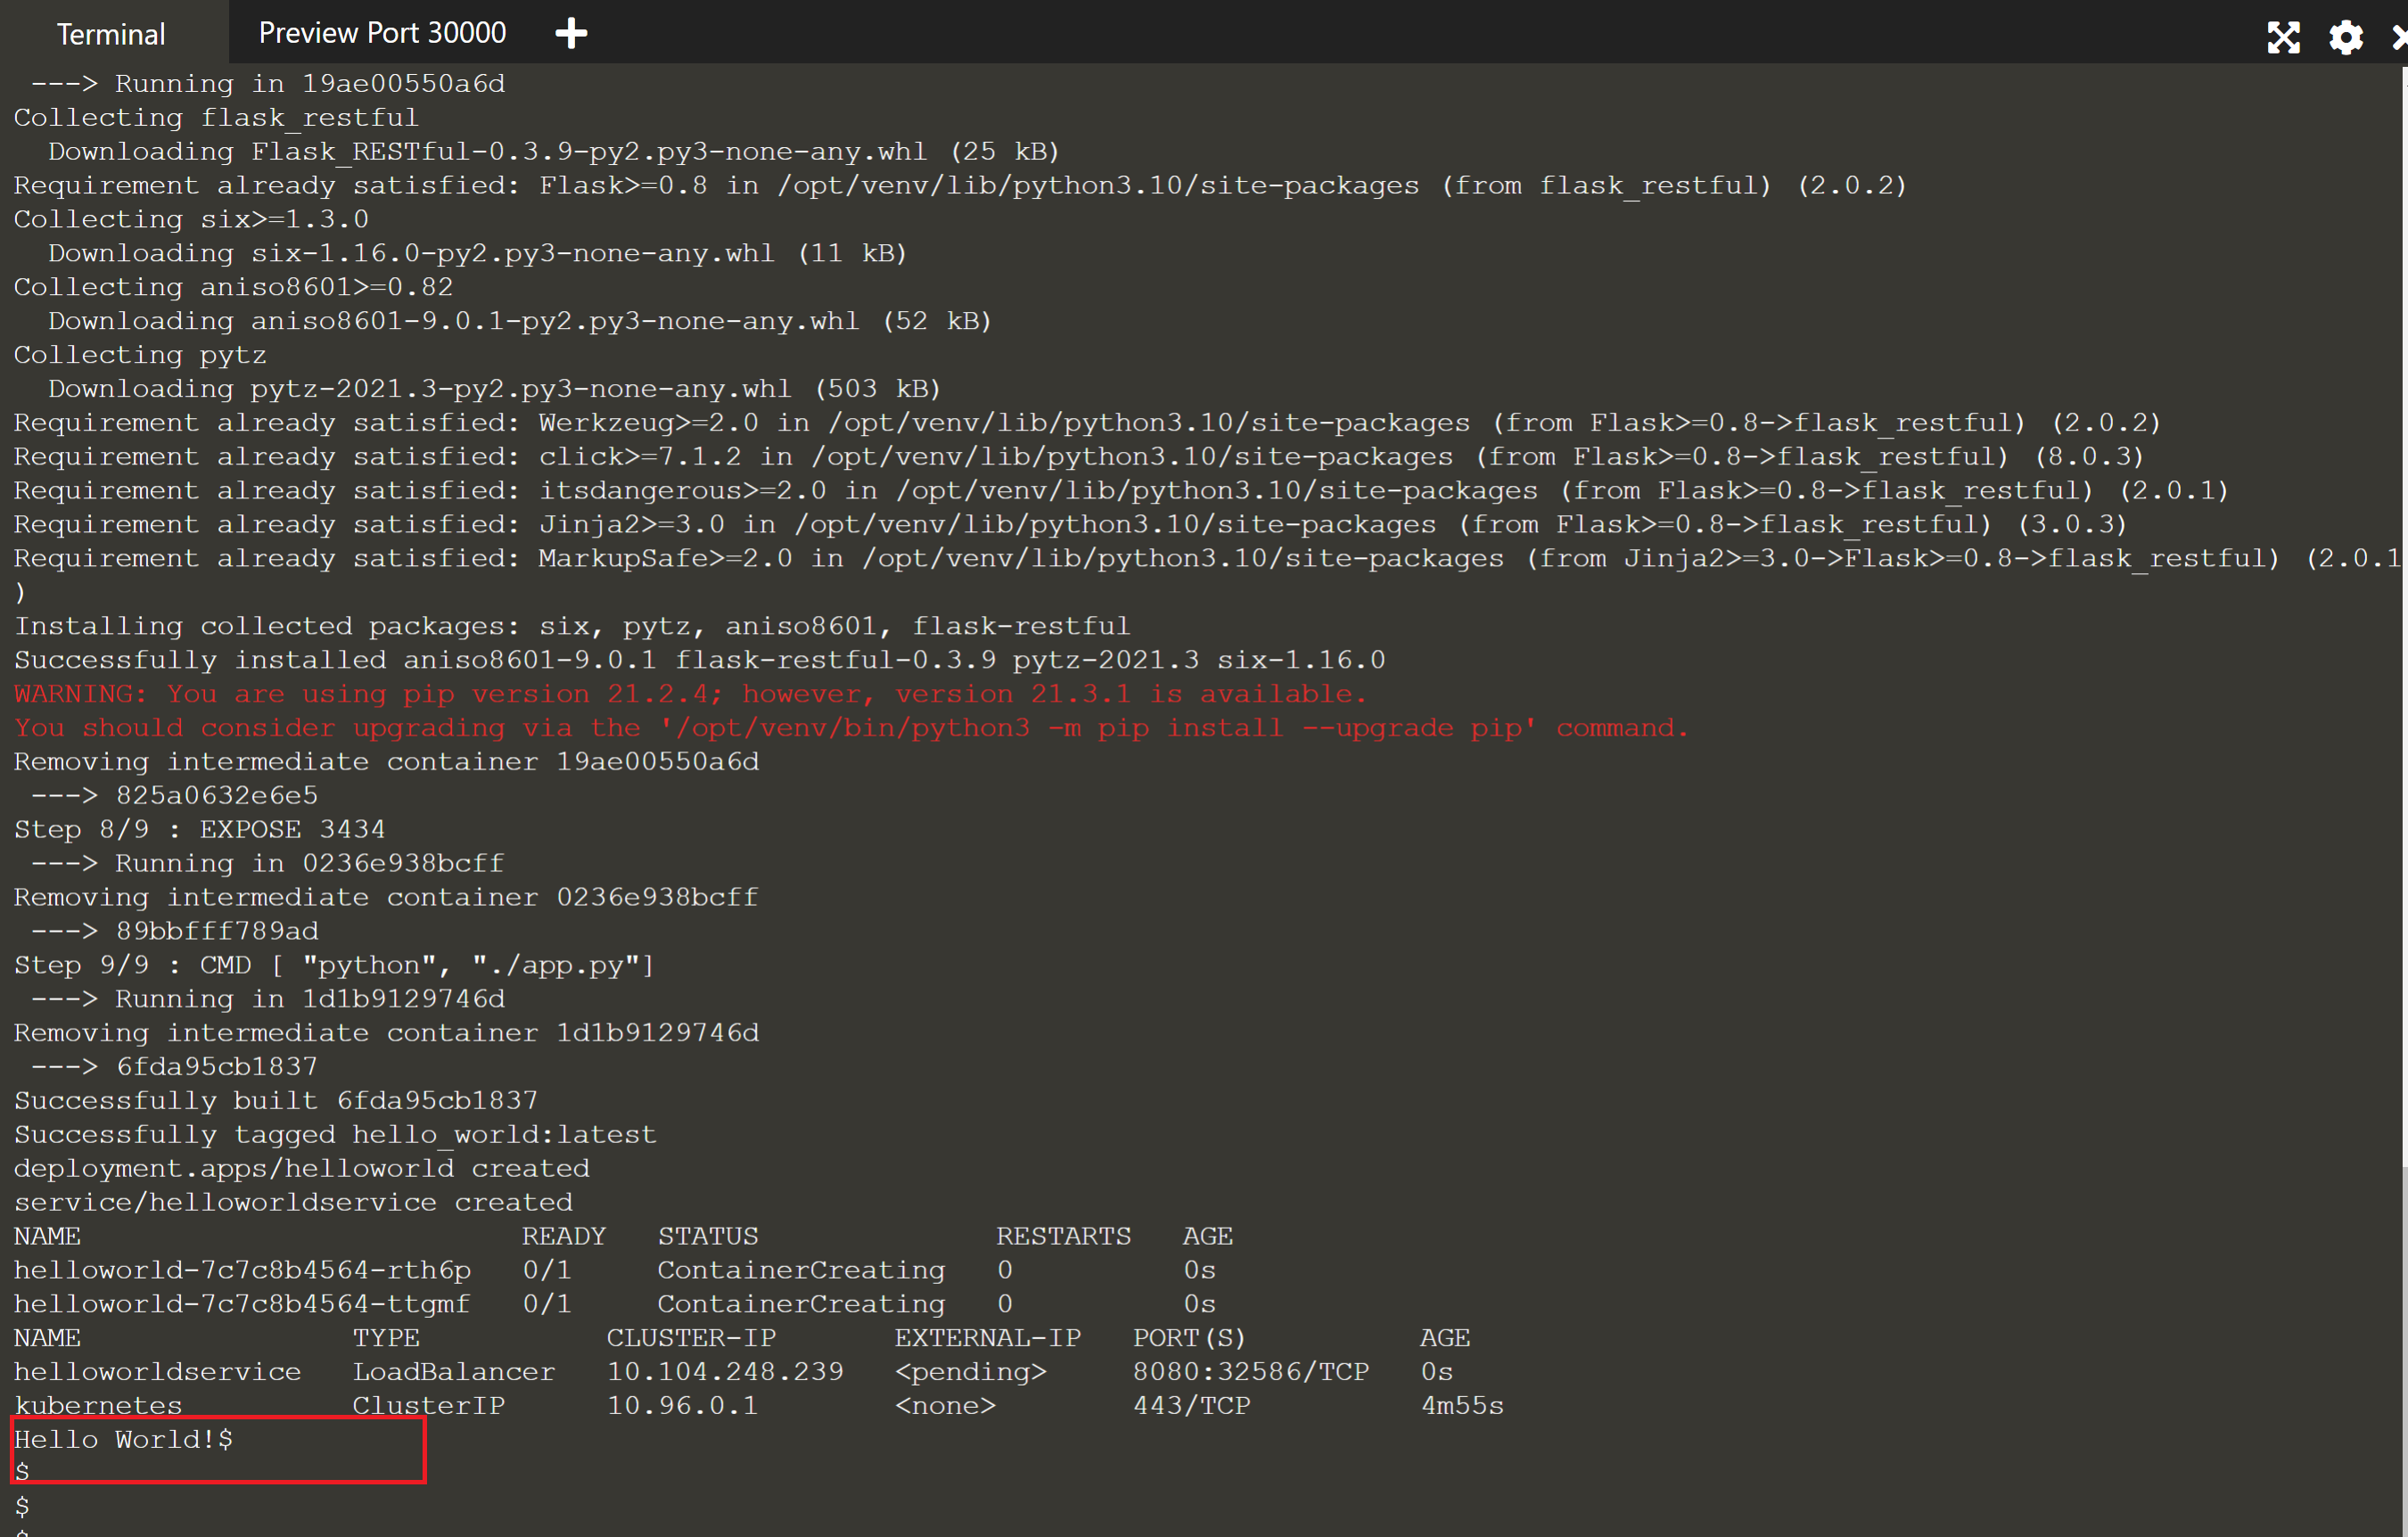 Terminal Preview Port 30000
---> Running in 19ae00550a6d
Collecting flask_restful
Downloading Flask_RESTful-0.3.9-py2.py3-none-any.whl (25 kB)
Requirement already satisfied: Flask>=0.8 in /opt/venv/lib/python3.10/site-packages (from flask_restful) (2.0.2)
Collecting six>=1.3.0
Downloading six-1.16.0-py2.py3-none-any.whl (11 kB)
Collecting aniso8601>=0.82
Downloading aniso8601-9.0.1-py2.py3-none-any.whl (52 kB)
Collecting pytz
Downloading pytz-2021.3-py2.py3-none-any.whl (503 kB)
Requirement already satisfied: Werkzeug>=2.0 in /opt/venv/lib/python3.10/site-packages (from Flask>=0.8->flask_restful) (2.0.2)
Requirement already satisfied: click>=7.1.2 in /opt/venv/lib/python3.10/site-packages (from Flask>=0.8->flask_restful) (8.0.3)
Requirement already satisfied: itsdangerous>=2.0 in /opt/venv/lib/python3.10/site-packages (from Flask>=0.8->flask_restful) (2.0.1)
Requirement already satisfied: Jinja2>=3.0 in /opt/venv/lib/python3.10/site-packages (from Flask>=0.8->flask_restful) (3.0.3)
Requirement already satisfied: MarkupSafe>=2.0 in /opt/venv/lib/python3.10/site-packages (from Jinja2>=3.0->Flask>=0.8->flask_restful) (2.0.1
)
Installing collected packages: six, pytz, aniso8601, flask-restful
Successfully installed aniso8601-9.0.1 flask-restful-0.3.9 pytz-2021.3 six-1.16.0
WARNING: You are using pip version 21.2.4; however, version 21.3.1 is available.
You should consider upgrading via the '/opt/venv/bin/python3 -m pip install --upgrade pip' command.
Removing intermediate container 19ae00550a6d
---> 825a0632e6e5
Step 8/9 : EXPOSE 3434
---> Running in 0236e938bcff
Removing intermediate container 0236e938bcff
---> 89bbfff789ad
Step 9/9 : CMD [ "python", "./app.py"]
---> Running in 1d1b9129746d
Removing intermediate container 1d1b9129746d
---> 6fda95cb1837
Successfully built 6fda95cb1837
Successfully tagged hello_world:latest
deployment.apps/helloworld created
service/helloworldservice created
NAME READY STATUS RESTARTS AGE
helloworld-7c7c8b4564-rth6p 0/1 ContainerCreating 0 0s
helloworld-7c7c8b4564-ttgmf 0/1 ContainerCreating 0 0s
NAME TYPE CLUSTER-IP EXTERNAL-IP PORT(S) AGE
helloworldservice LoadBalancer 10.104.248.239 <pending> 8080:32586/TCP 0s
kubernetes ClusterIP 10.96.0.1 <none> 443/TCP 4m55s
Hello World!$
$
$
$